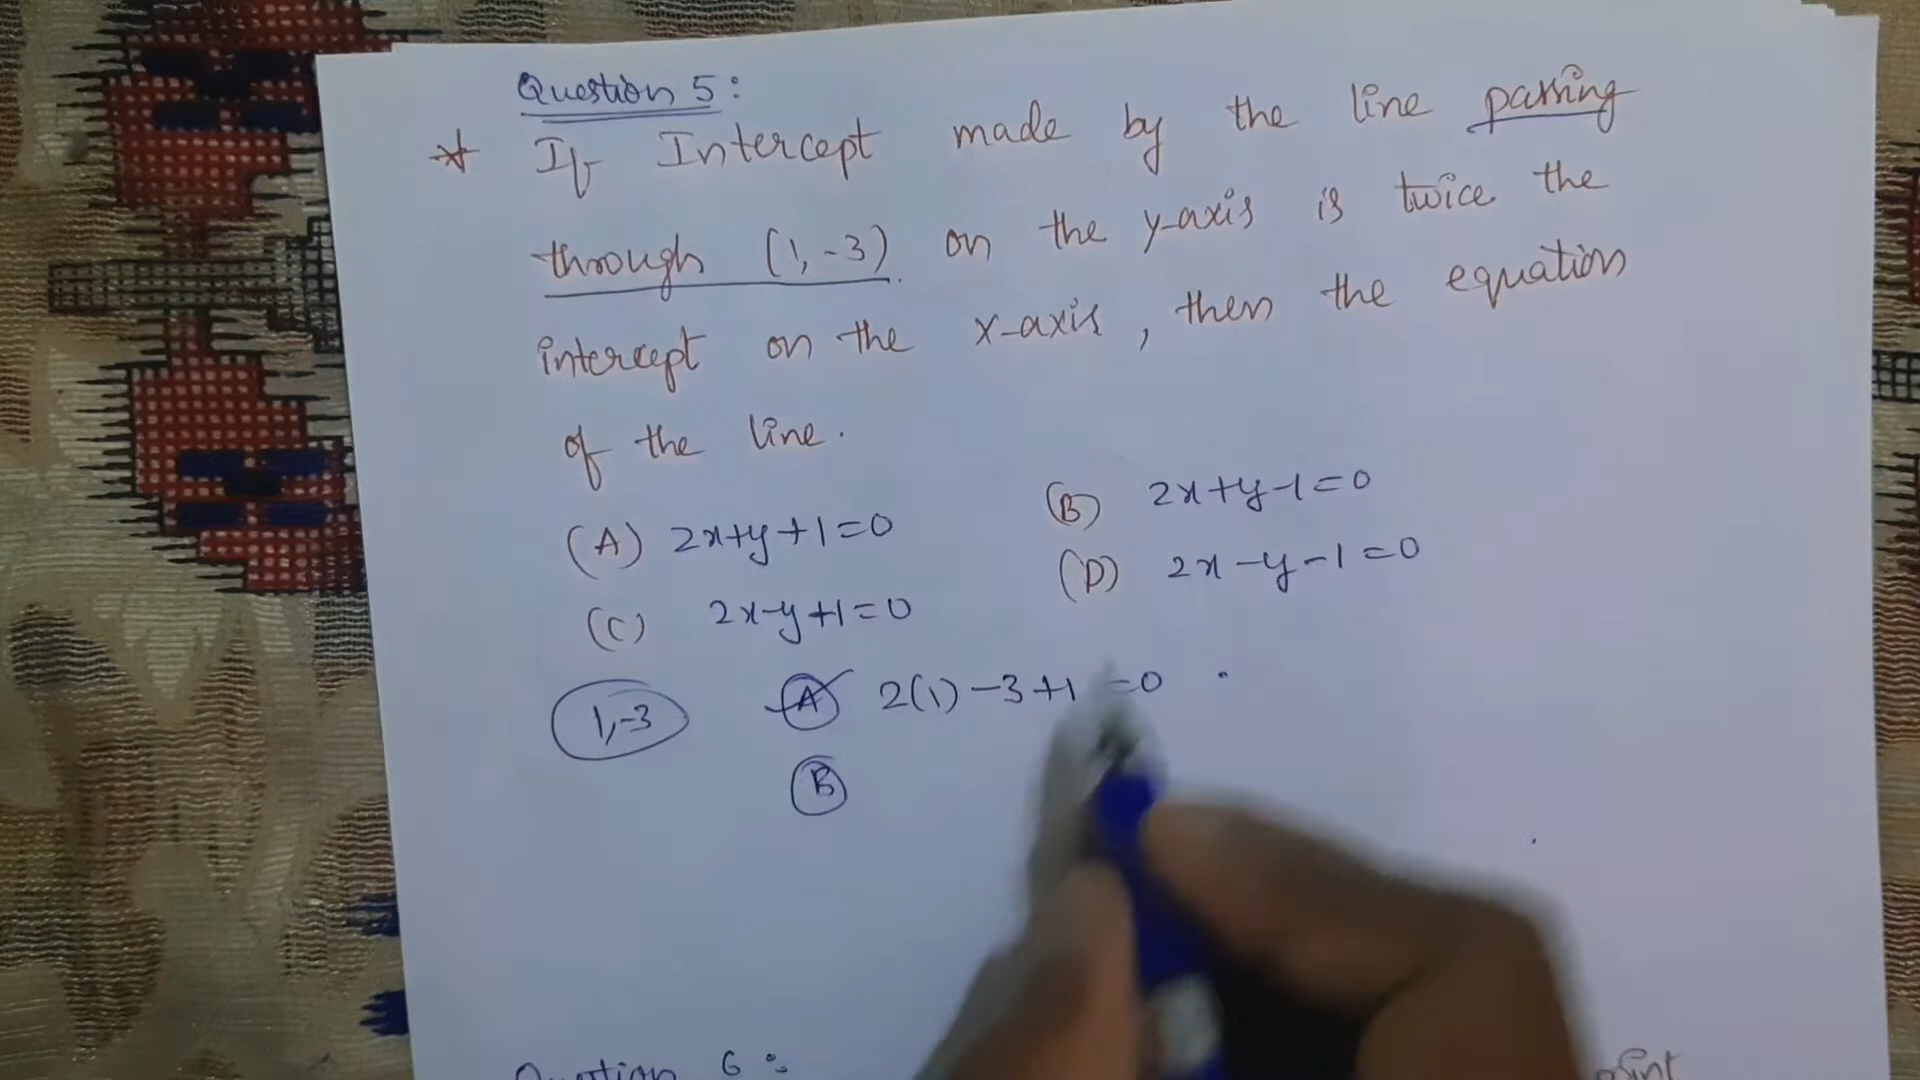 Question 5:
* If Intercept made by the line passing
through (1, -3) on the y-axis is twice the
intercept on the x-axis, then the equation
of the line.
(A) 2x+y+1=0 (B) 2x+y-1=0
(C) 2x-y+1=0 (D) 2x-y-1=0
1,-3 A 2(1)-3+1=0
B
Question 6: point